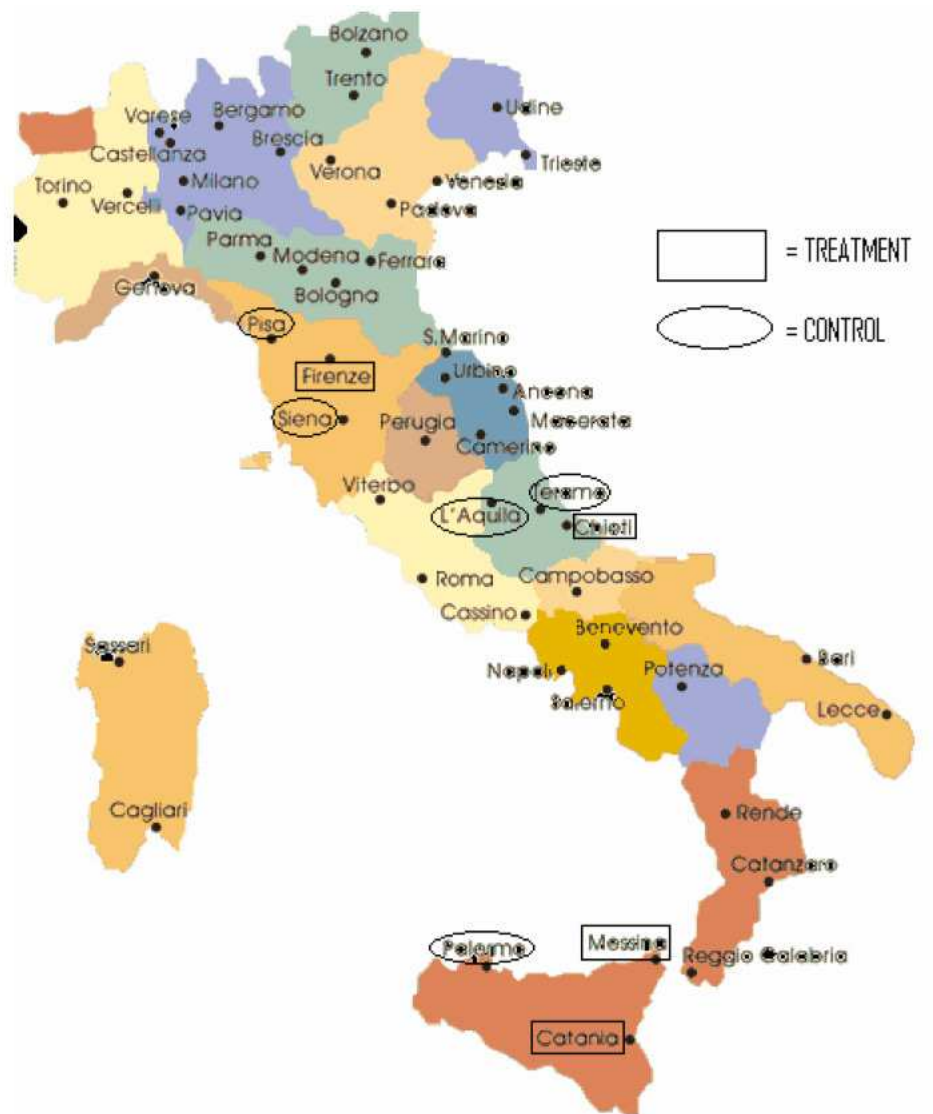 Bolzano
Trento
Udine
Bergamo
Varese
Brescia
Castellanza
Verona
Trieste
Torino
Milano
Venezia
Vercelli
Pavia
Padova
Parma
Modena
Ferrara
= TREATMENT
Genova
Bologna
Pisa
= CONTROL
S.Marino
Firenze
Urbino
Ancona
Siena
Perugia
Macerata
Camerino
Viterbo
Teramo
L'Aquila
Chieti
Roma
Campobasso
Cassino
Benevento
Sassari
Napoli
Potenza
Bari
Salerno
Lecce
Cagliari
Rende
Catanzaro
Palermo
Messina
Reggio Calabria
Catania